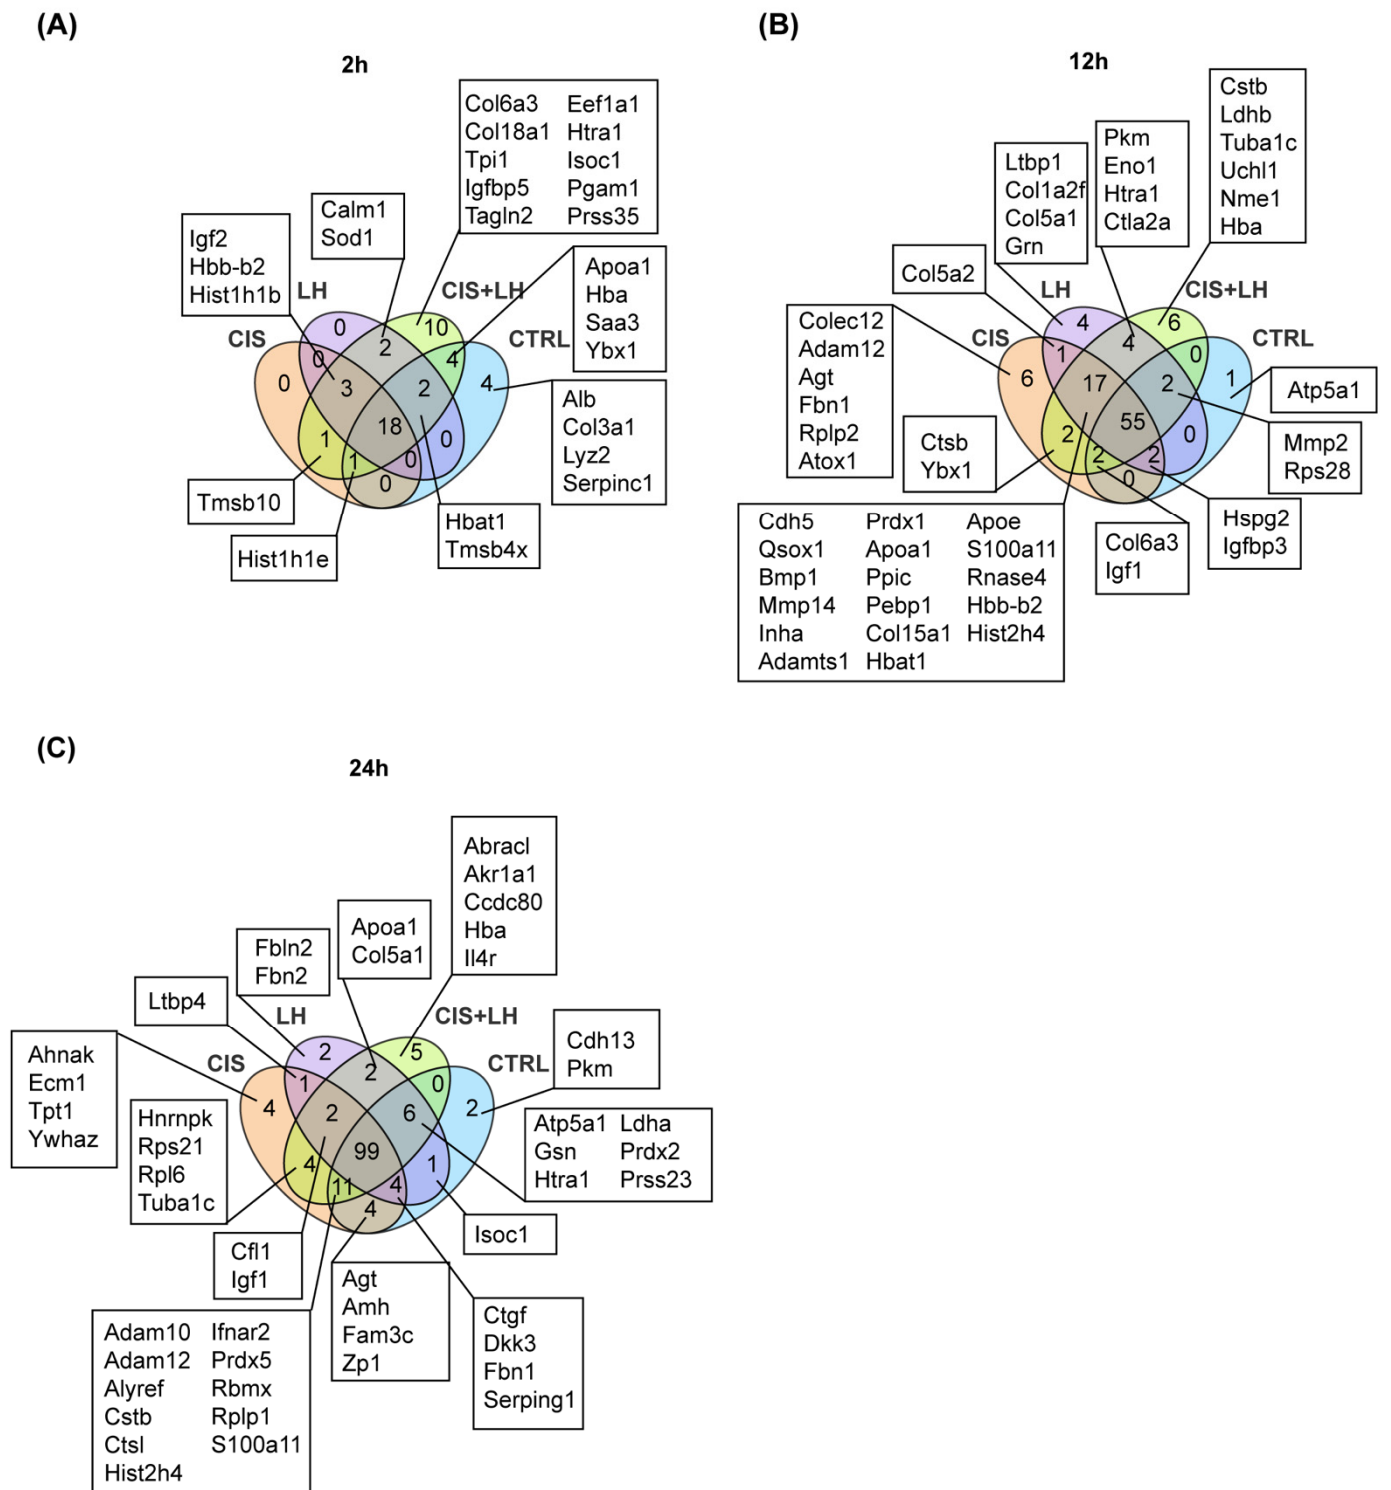 (A)
2h
Col6a3 Eef1a1
Col18a1 Htra1
Tpi1 Isoc1
Igfbp5 Pgam1
Tagln2 Prss35
Calm1
Sod1
Igf2
Hbb-b2
Hist1h1b
Apoa1
Hba
Saa3
Ybx1
LH
CIS+LH
CIS
CTRL
0
10
2
0
4
0
3
2
4
18
1
0
1
0
0
Alb
Col3a1
Lyz2
Serpinc1
Tmsb10
Hist1h1e
Hbat1
Tmsb4x
(B)
12h
Cstb
Ldhb
Tuba1c
Uchl1
Nme1
Hba
Pkm
Eno1
Htra1
Ctla2a
Ltbp1
Col1a2f
Col5a1
Grn
Col5a2
LH
CIS+LH
CIS
CTRL
Colec12
Adam12
Agt
Fbn1
Rplp2
Atox1
4
6
4
1
0
6
17
2
1
55
2
0
2
2
0
Atp5a1
Mmp2
Rps28
Ctsb
Ybx1
Hspg2
Igfbp3
Col6a3
Igf1
Cdh5 Prdx1 Apoe
Qsox1 Apoa1 S100a11
Bmp1 Ppic Rnase4
Mmp14 Pebp1 Hbb-b2
Inha Col15a1 Hist2h4
Adamts1 Hbat1
(C)
24h
Abracl
Akr1a1
Ccdc80
Hba
Il4r
Apoa1
Col5a1
Fbln2
Fbn2
Ltbp4
LH
CIS+LH
CIS
CTRL
Cdh13
Pkm
Ahnak
Ecm1
Tpt1
Ywhaz
2
5
2
1
0
4
2
6
2
99
4
1
11
4
4
Hnrnpk
Rps21
Rpl6
Tuba1c
Atp5a1 Ldha
Gsn Prdx2
Htra1 Prss23
Isoc1
Cfl1
Igf1
Agt
Amh
Fam3c
Zp1
Ctgf
Dkk3
Fbn1
Serping1
Adam10 Ifnar2
Adam12 Prdx5
Alyref Rbmx
Cstb Rplp1
Ctsl S100a11
Hist2h4